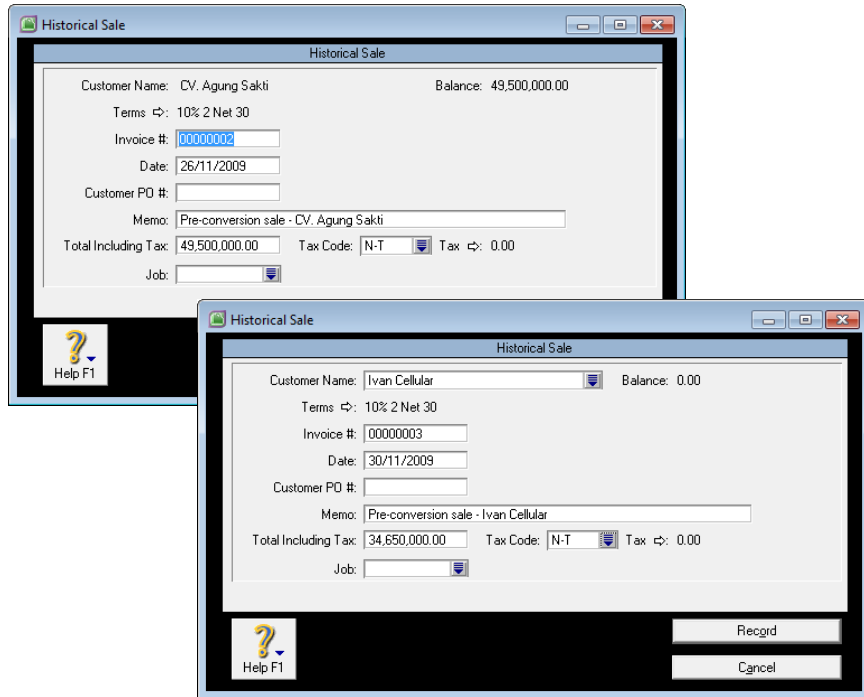 Historical Sale
Historical Sale
Customer Name: CV. Agung Sakti Balance: 49,500,000.00
Terms ⇨: 10% 2 Net 30
Invoice #: 00000002
Date: 26/11/2009
Customer PO #:
Memo: Pre-conversion sale - CV. Agung Sakti
Total Including Tax: 49,500,000.00 Tax Code: N-T Tax ⇨: 0.00
Job:
Help F1
Historical Sale
Historical Sale
Customer Name: Ivan Cellular Balance: 0.00
Terms ⇨: 10% 2 Net 30
Invoice #: 00000003
Date: 30/11/2009
Customer PO #:
Memo: Pre-conversion sale - Ivan Cellular
Total Including Tax: 34,650,000.00 Tax Code: N-T Tax ⇨: 0.00
Job:
Help F1
Record
Cancel